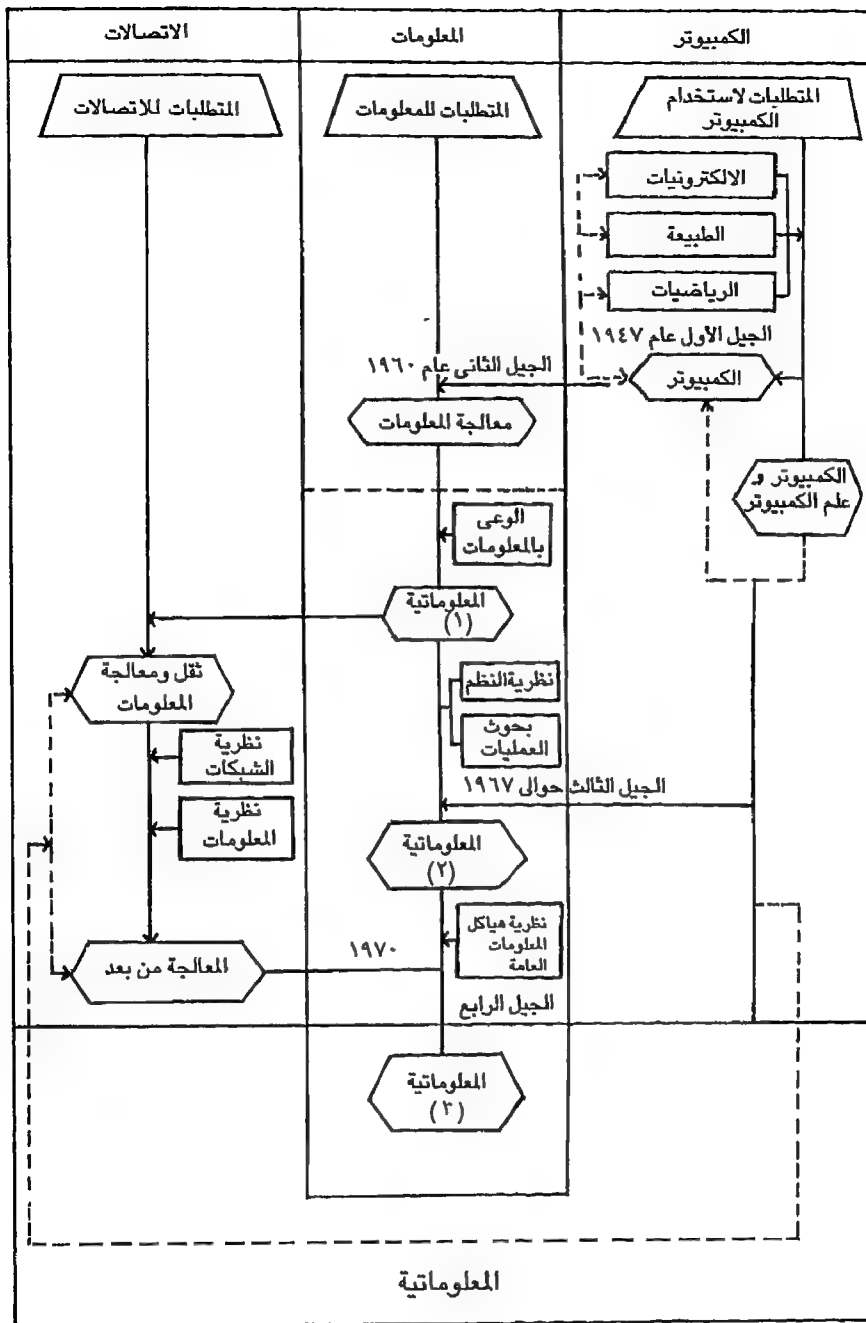 الكمبيوتر
المعلومات
الاتصالات
المتطلبات لاستخدام
الكمبيوتر
المتطلبات للمعلومات
المتطلبات للاتصالات
الالكترونيات
الطبيعة
الرياضيات
الجيل الأول عام ١٩٤٧
الجيل الثانى عام ١٩٦٠
الكمبيوتر
معالجة المعلومات
الكمبيوتر و
علم الكمبيوتر
الوعى
بالمعلومات
المعلوماتية
(١)
ثقل ومعالجة
المعلومات
نظرية النظم
بحوث
العمليات
نظرية
الشبكات
الجيل الثالث حوالى ١٩٦٧
نظرية
المعلومات
المعلوماتية
(٢)
نظرية هياكل
المعلومات
العامة
١٩٧٠
المعالجة من بعد
الجيل الرابع
المعلوماتية
(٣)
المعلوماتية